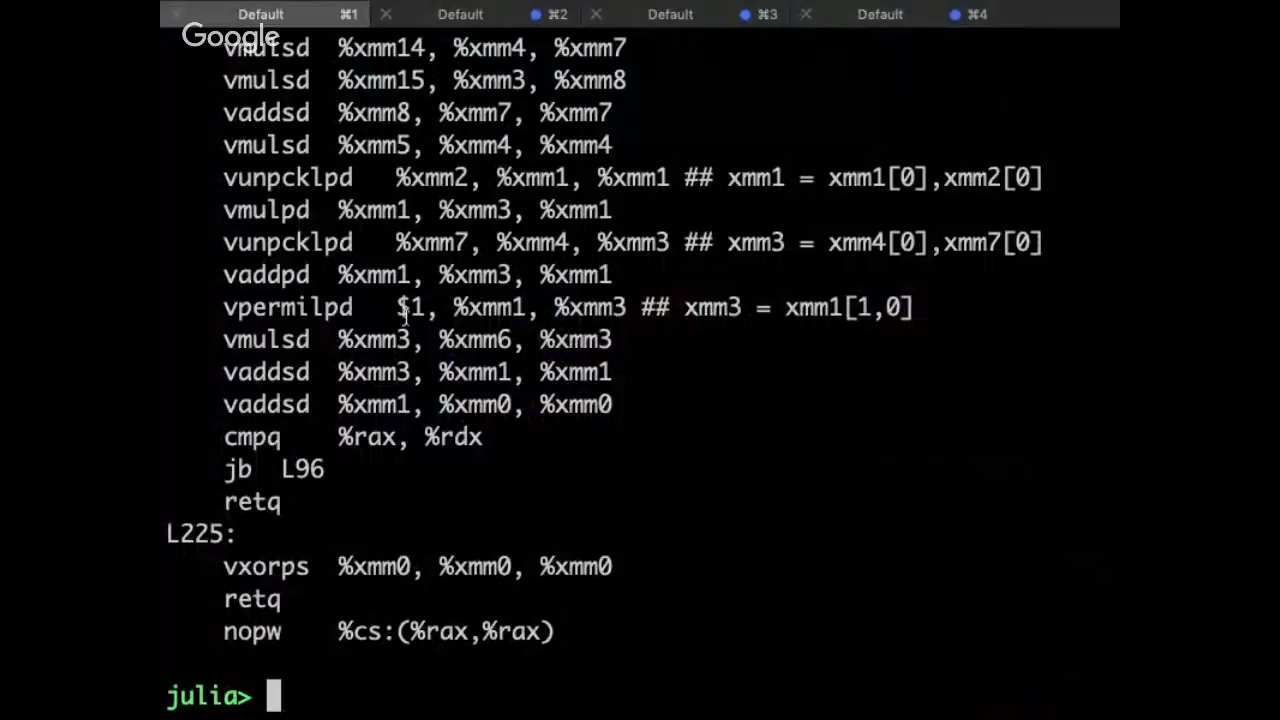 Default ⌘1 Default ⌘2 Default ⌘3 Default ⌘4
Google
vmulsd %xmm14, %xmm4, %xmm7
vmulsd %xmm15, %xmm3, %xmm8
vaddsd %xmm8, %xmm7, %xmm7
vmulsd %xmm5, %xmm4, %xmm4
vunpcklpd %xmm2, %xmm1, %xmm1 ## xmm1 = xmm1[0],xmm2[0]
vmulpd %xmm1, %xmm3, %xmm1
vunpcklpd %xmm7, %xmm4, %xmm3 ## xmm3 = xmm4[0],xmm7[0]
vaddpd %xmm1, %xmm3, %xmm1
vpermilpd $1, %xmm1, %xmm3 ## xmm3 = xmm1[1,0]
vmulsd %xmm3, %xmm6, %xmm3
vaddsd %xmm3, %xmm1, %xmm1
vaddsd %xmm1, %xmm0, %xmm0
cmpq %rax, %rdx
jb L96
retq
L225:
vxorps %xmm0, %xmm0, %xmm0
retq
nopw %cs:(%rax,%rax)
julia>